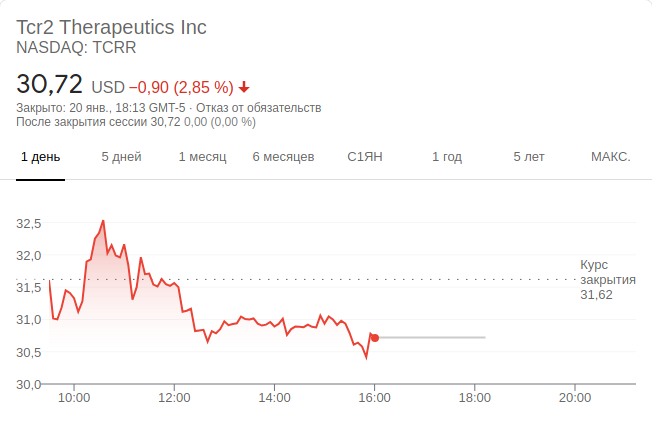 Tcr2 Therapeutics Inc
NASDAQ: TCRR
30,72 USD −0,90 (2,85 %)
Закрыто: 20 янв., 18:13 GMT-5 · Отказ от обязательств
После закрытия сессии 30,72 0,00 (0,00 %)
1 день 5 дней 1 месяц 6 месяцев С1ЯН 1 год 5 лет МАКС.
32,5
32,0
31,5
31,0
30,5
30,0
Курс
закрытия
31,62
10:00 12:00 14:00 16:00 18:00 20:00